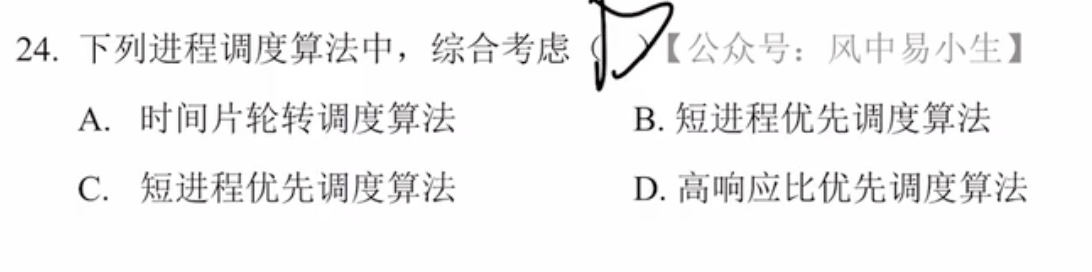 24. 下列进程调度算法中，综合考虑（ ）【公众号：风中易小生】
A. 时间片轮转调度算法 B. 短进程优先调度算法
C. 短进程优先调度算法 D. 高响应比优先调度算法